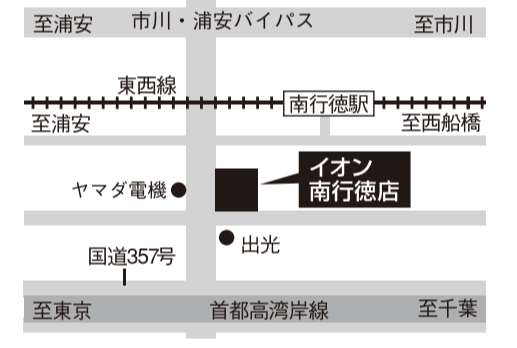 至浦安
市川・浦安バイパス
至市川
東西線
南行徳駅
至浦安
至西船橋
イオン
南行徳店
ヤマダ電機
出光
国道357号
至東京
首都高湾岸線
至千葉